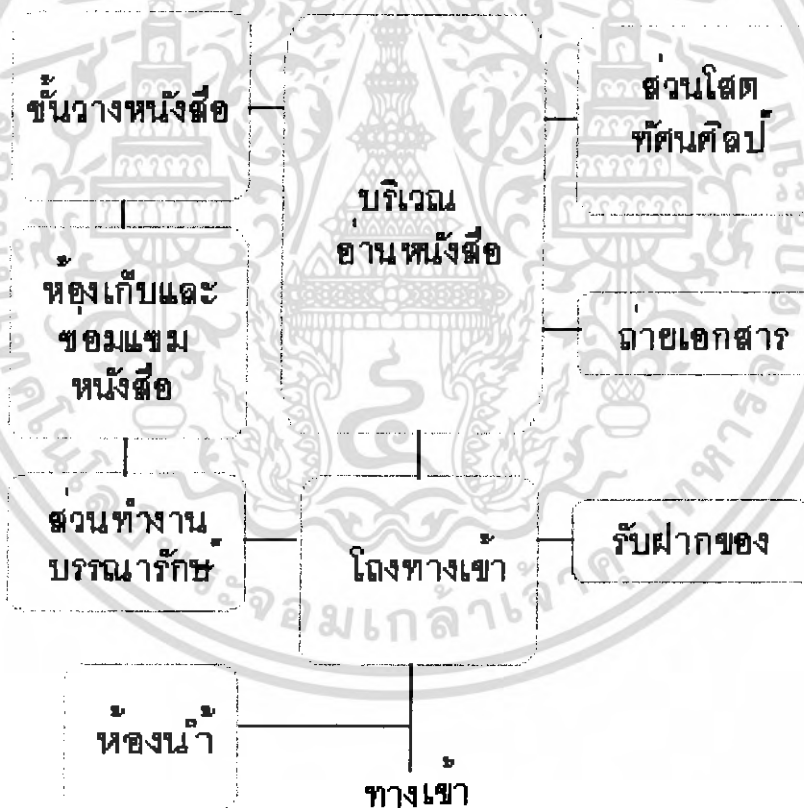 ชั้นวางหนังสือ
บริเวณ
อ่านหนังสือ
ส่วนโสต
ทัศนศิลป์
ห้องเก็บและ
ซ่อมแซม
หนังสือ
ถ่ายเอกสาร
ส่วนทำงาน
บรรณารักษ์
โถงทางเข้า
รับฝากของ
ห้องน้ำ
ทางเข้า